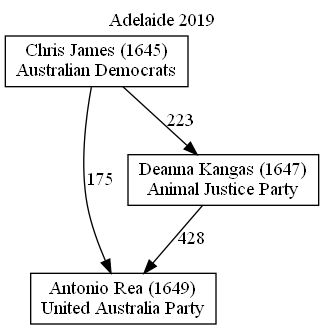 Adelaide 2019
Chris James (1645)
Australian Democrats
223
175
Deanna Kangas (1647)
Animal Justice Party
428
Antonio Rea (1649)
United Australia Party